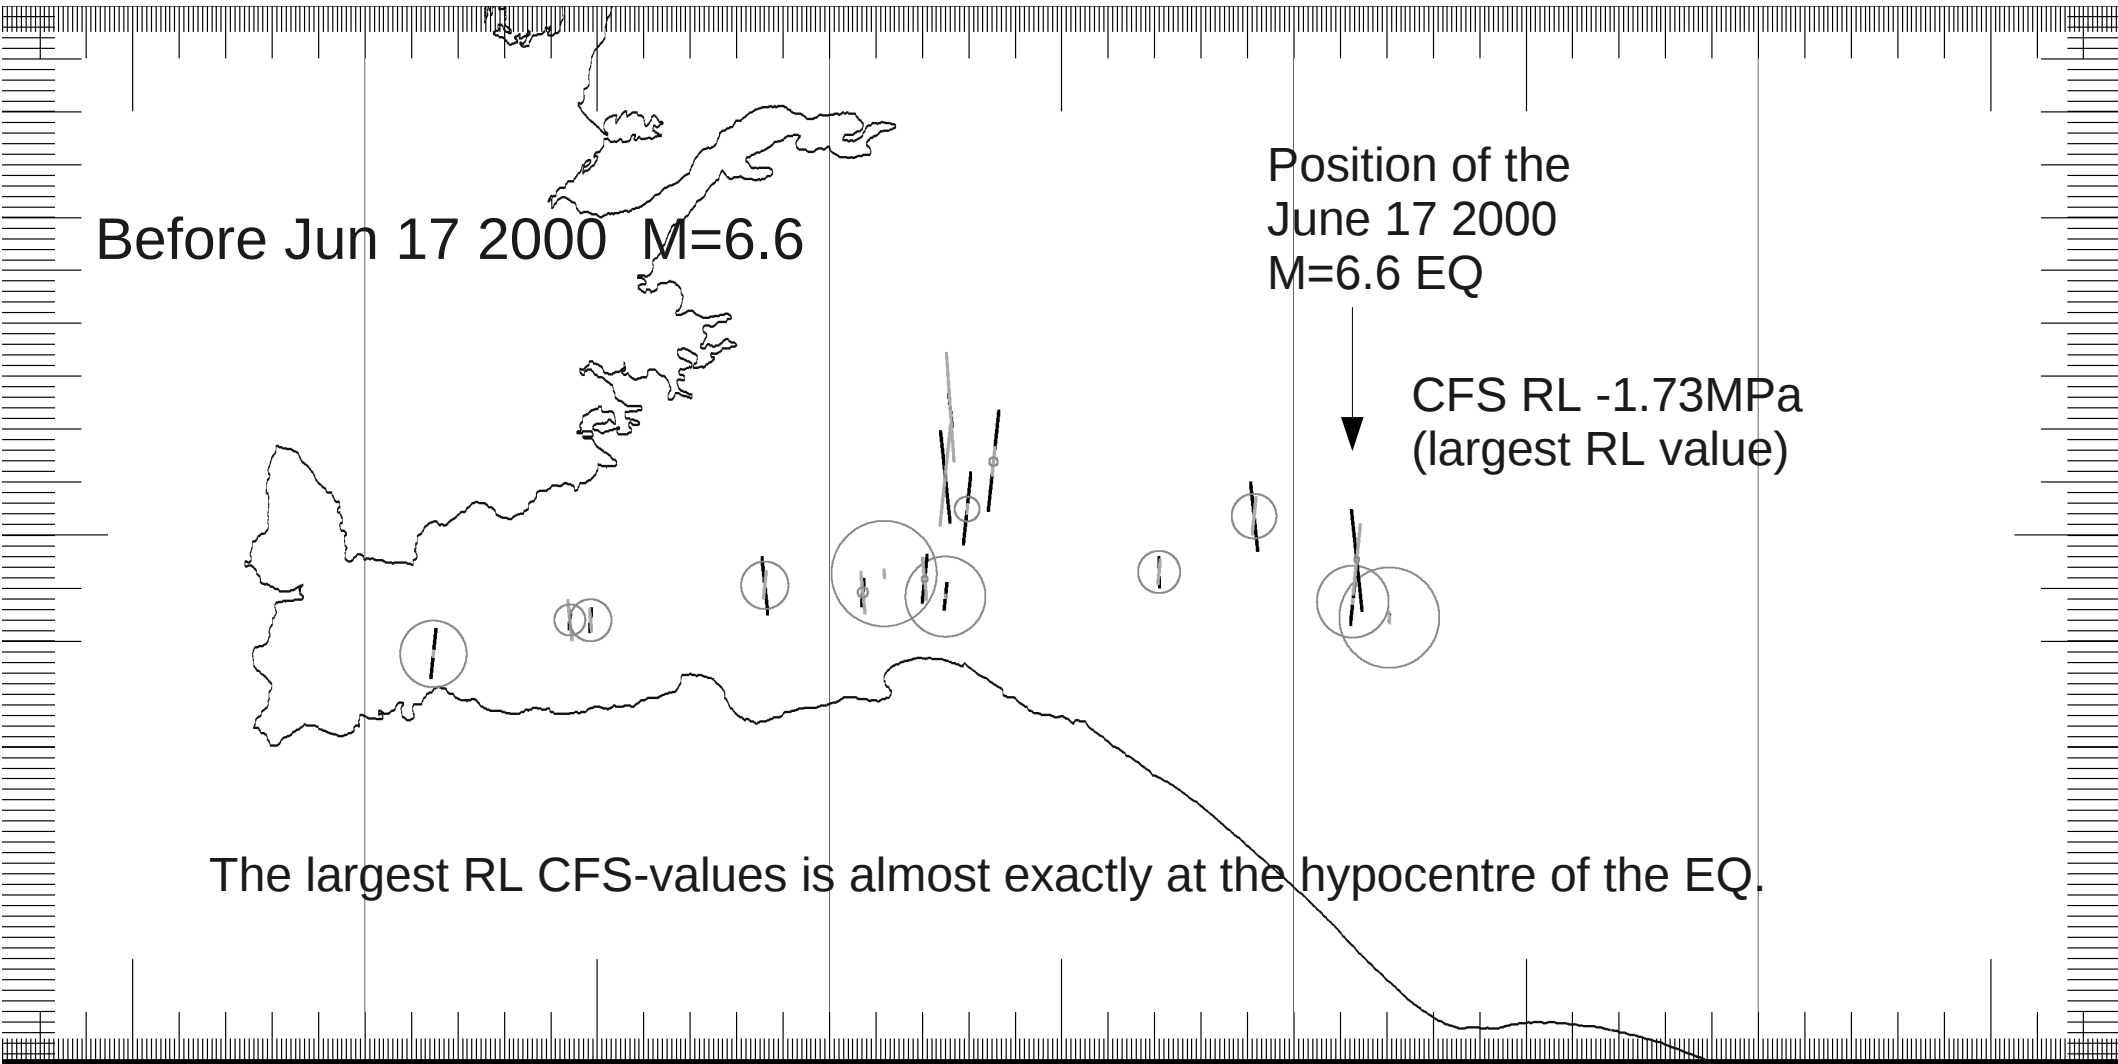 Position of the
June 17 2000
M=6.6 EQ
Before Jun 17 2000 M=6.6
CFS RL -1.73MPa
(largest RL value)
The largest RL CFS-values is almost exactly at the hypocentre of the EQ.